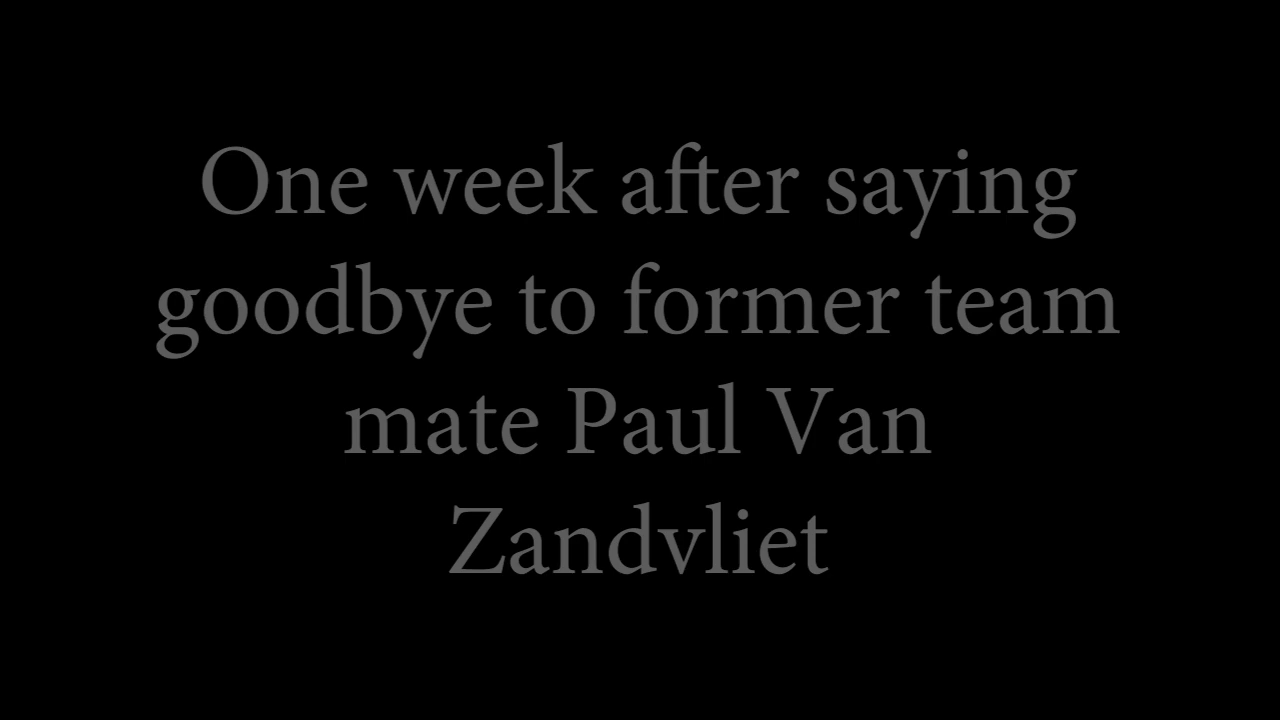 One week after saying
goodbye to former team
mate Paul Van
Zandvliet